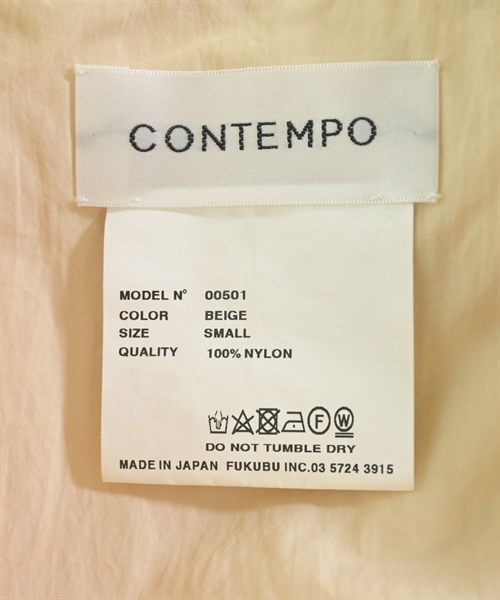 CONTEMPO
MODEL N° 00501
COLOR BEIGE
SIZE SMALL
QUALITY 100% NYLON
F W
DO NOT TUMBLE DRY
MADE IN JAPAN FUKUBU INC.03 5724 3915